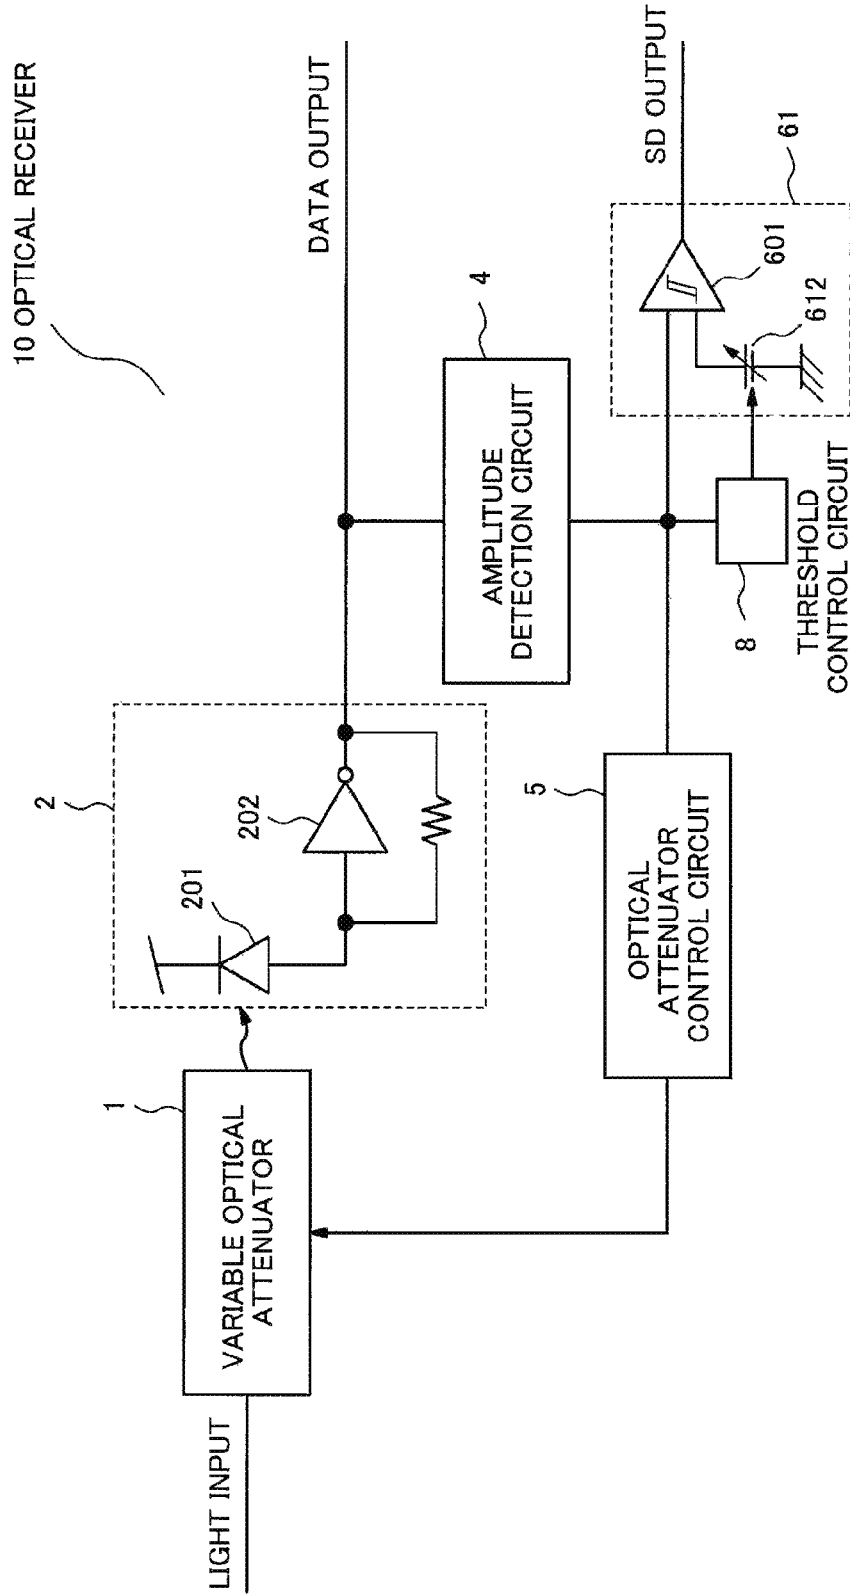 10 OPTICAL RECEIVER
LIGHT INPUT
1
VARIABLE OPTICAL
ATTENUATOR
2
201
202
DATA OUTPUT
4
AMPLITUDE
DETECTION CIRCUIT
5
OPTICAL
ATTENUATOR
CONTROL CIRCUIT
8
THRESHOLD
CONTROL CIRCUIT
SD OUTPUT
61
601
612